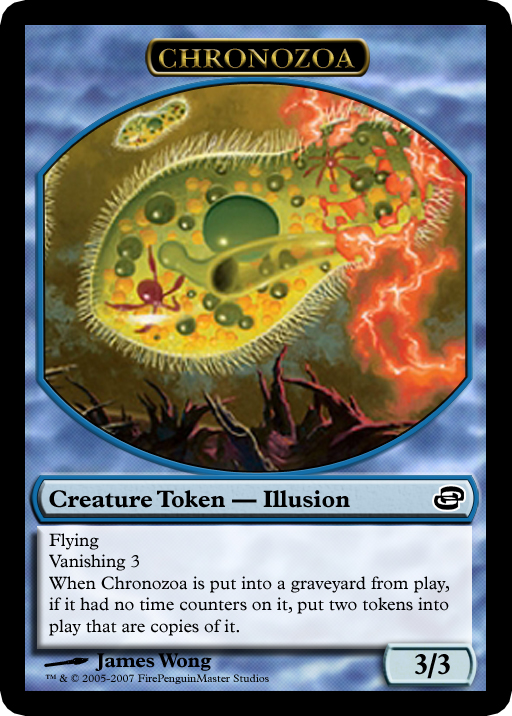 CHRONOZOA
Creature Token — Illusion
Flying
Vanishing 3
When Chronozoa is put into a graveyard from play,
if it had no time counters on it, put two tokens into
play that are copies of it.
James Wong
3/3
™ & © 2005-2007 FirePenguinMaster Studios